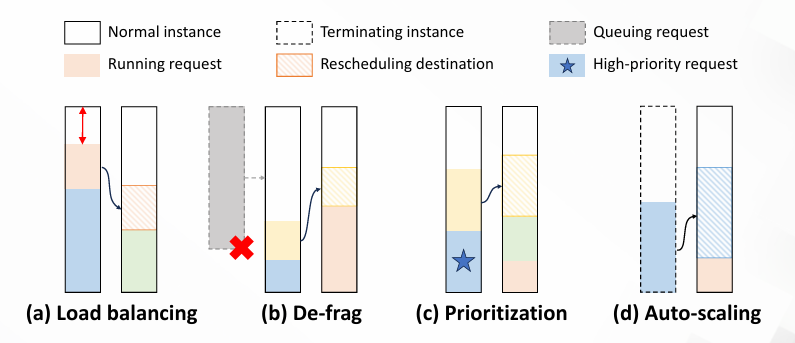 Normal instance
Terminating instance
Queuing request
Running request
Rescheduling destination
High-priority request
(a) Load balancing
(b) De-frag
(c) Prioritization
(d) Auto-scaling